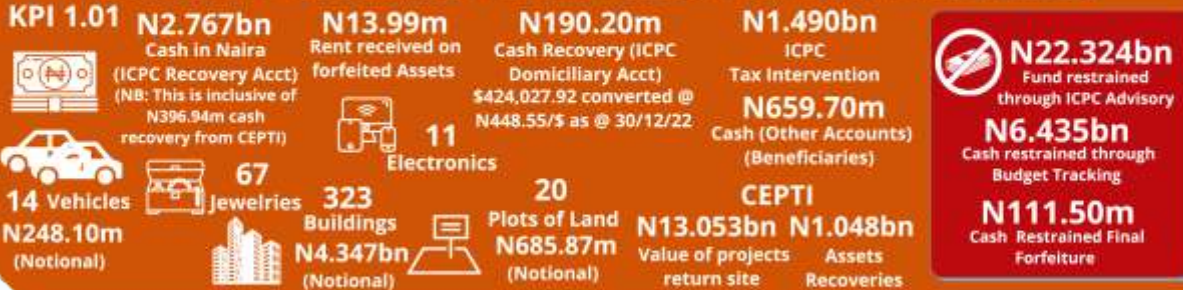 KPI 1.01
N2.767bn
Cash in Naira
(ICPC Recovery Acct)
(NB: This is inclusive of
N396.94m cash
recovery from CEPTI)
N13.99m
Rent received on
forfeited Assets
N190.20m
Cash Recovery (ICPC
Domiciliary Acct)
$424,027.92 converted @
N448.55/$ as @ 30/12/22
N1.490bn
ICPC
Tax Intervention
N659.70m
Cash (Other Accounts)
(Beneficiaries)
11
Electronics
14 Vehicles
N248.10m
(Notional)
67
Jewelries
323
Buildings
N4.347bn
(Notional)
20
Plots of Land
N685.87m
(Notional)
CEPTI
N13.053bn
Value of projects
return site
N1.048bn
Assets
Recoveries
N22.324bn
Fund restrained
through ICPC Advisory
N6.435bn
Cash restrained through
Budget Tracking
N111.50m
Cash Restrained Final
Forfeiture